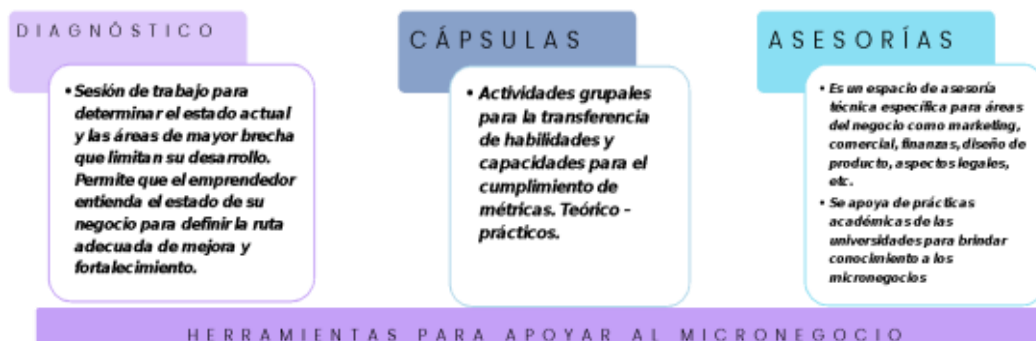 DIAGNÓSTICO
• Sesión de trabajo para
determinar el estado actual
y las áreas de mayor brecha
que limitan su desarrollo.
Permite que el emprendedor
entienda el estado de su
negocio para definir la ruta
adecuada de mejora y
fortalecimiento.
CÁPSULAS
• Actividades grupales
para la transferencia
de habilidades y
capacidades para el
cumplimiento de
métricas. Teórico –
prácticos.
ASESORÍAS
• Es un espacio de asesoría
técnica específica para áreas
del negocio como marketing,
comercial, finanzas, diseño de
producto, aspectos legales,
etc.
• Se apoya de prácticas
académicas de las
universidades para brindar
conocimiento a los
micronegocios
HERRAMIENTAS PARA APOYAR AL MICRONEGOCIO